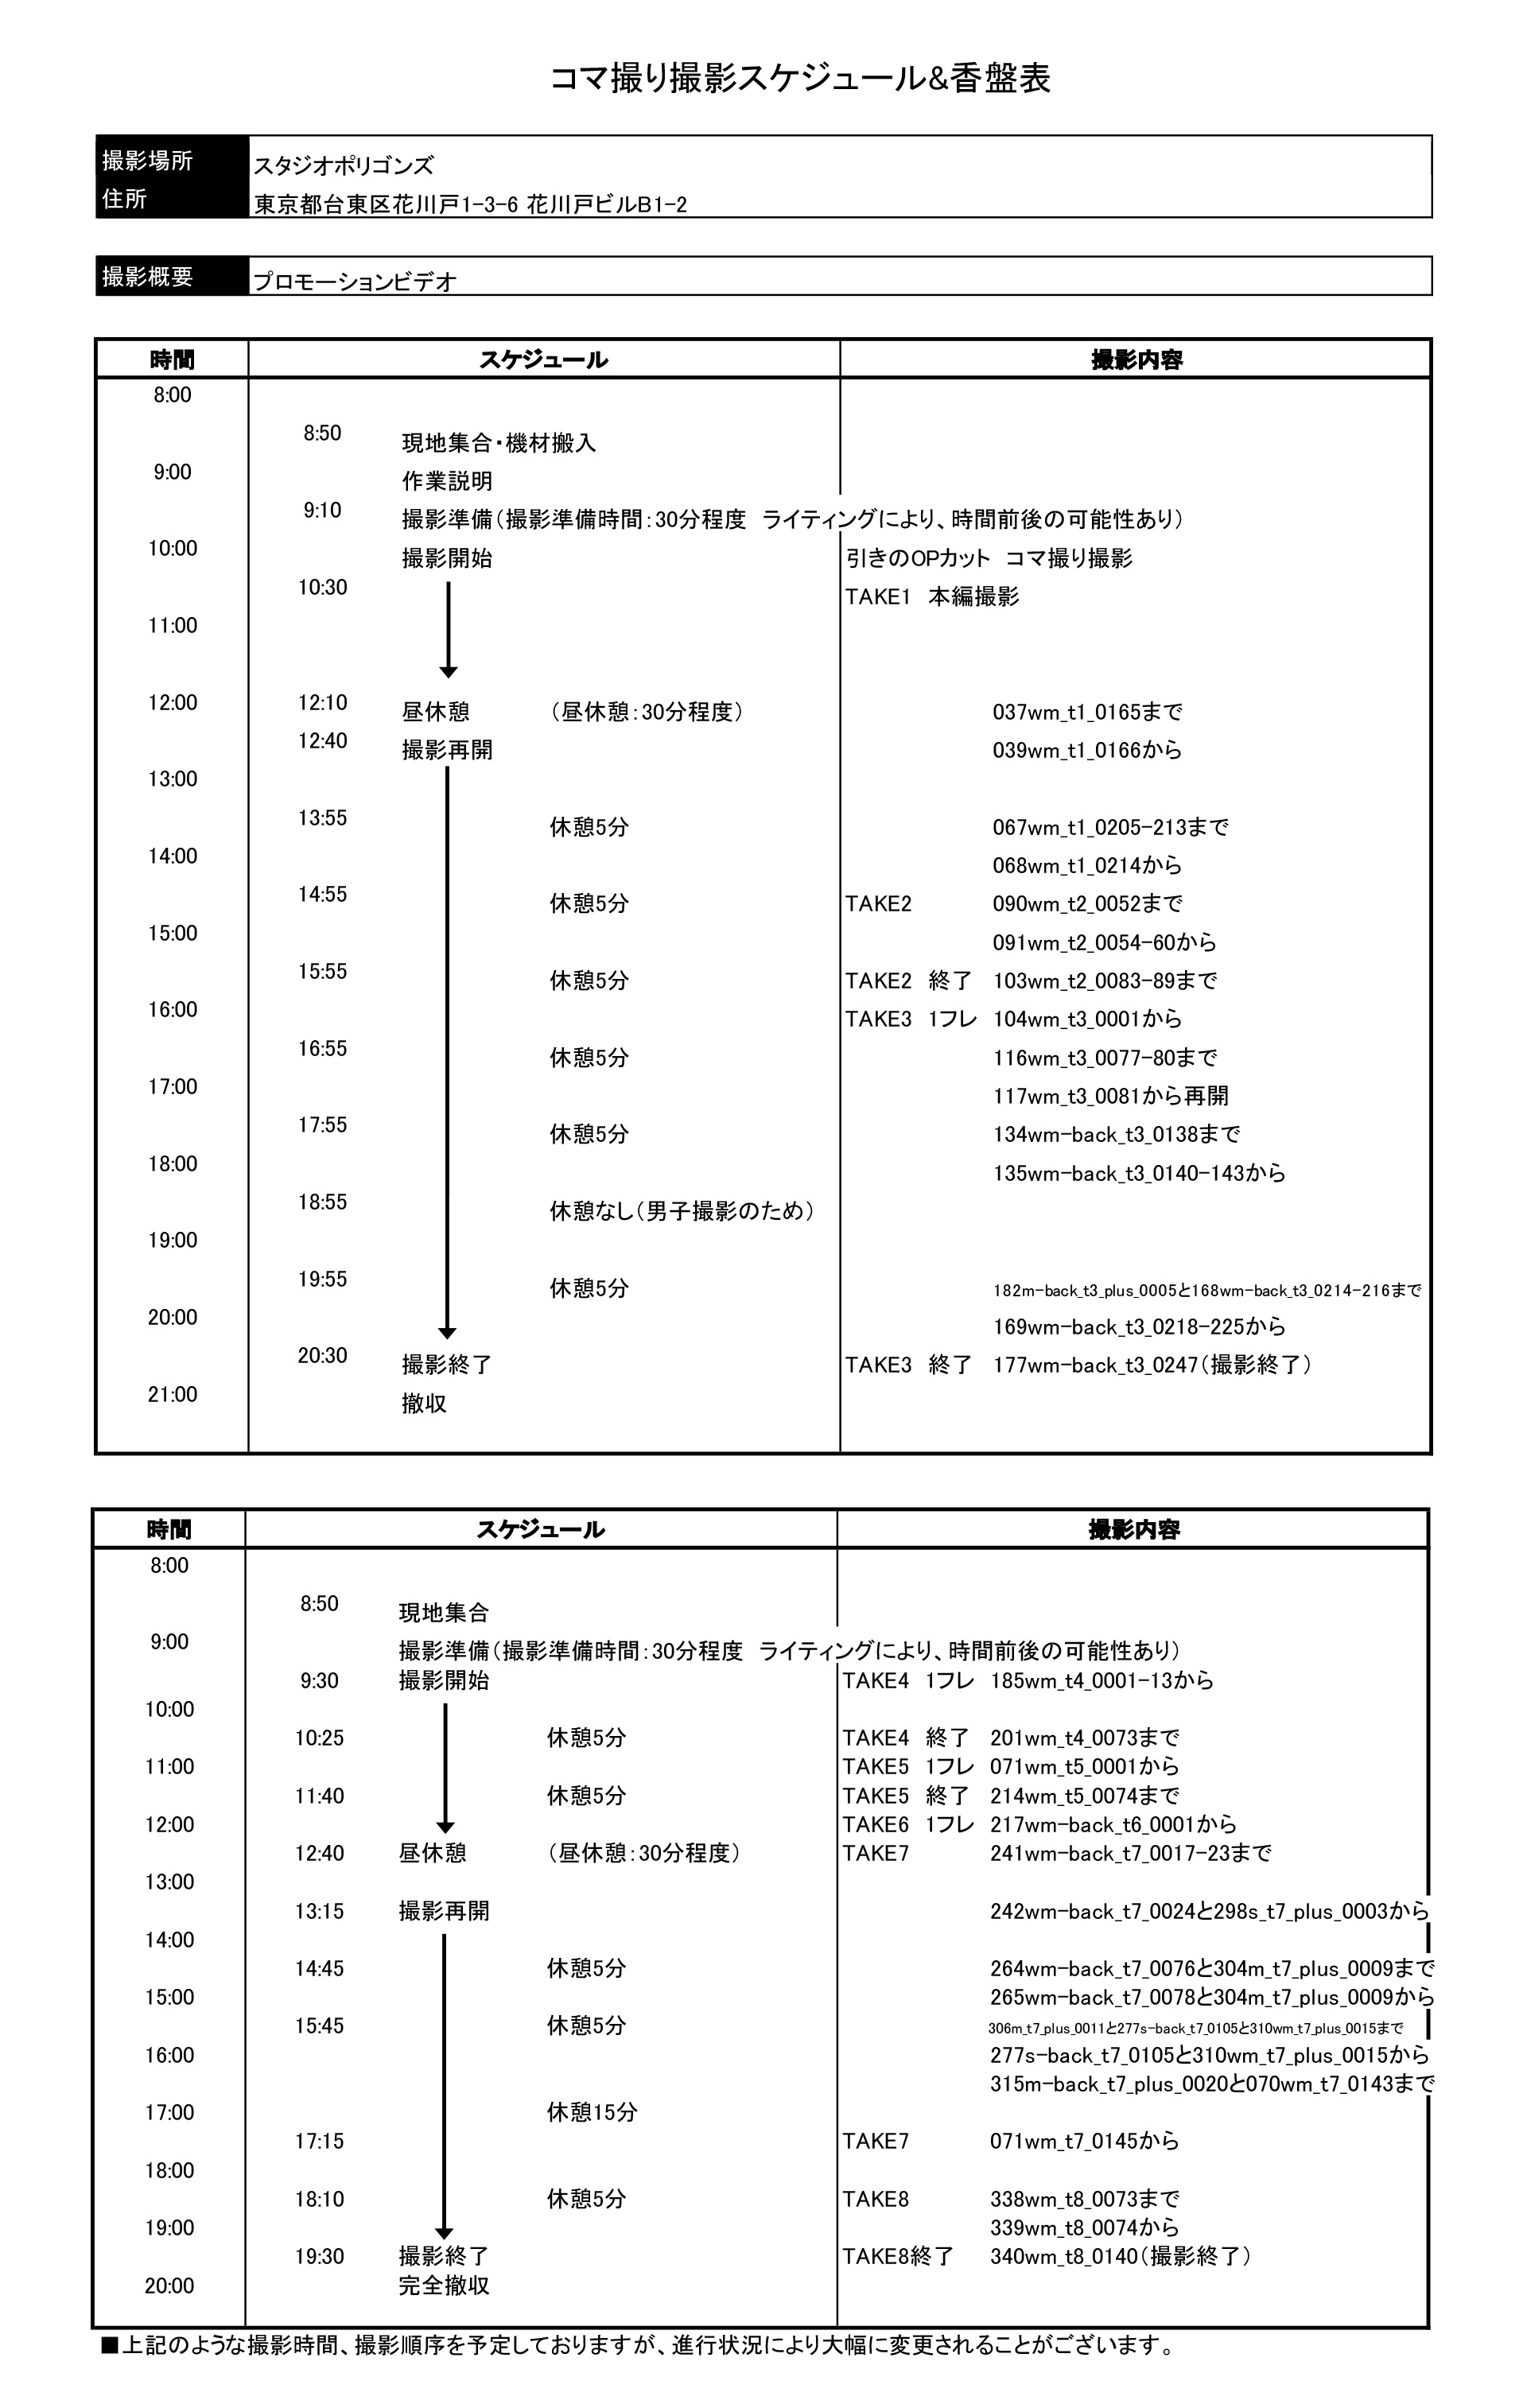 コマ撮り撮影スケジュール&香盤表
撮影場所 スタジオポリゴンズ
住所 東京都台東区花川戸1-3-6 花川戸ビルB1-2
撮影概要 プロモーションビデオ
時間 スケジュール 撮影内容
8:00
8:50 現地集合・機材搬入
9:00 作業説明
9:10 撮影準備（撮影準備時間：30分程度　ライティングにより、時間前後の可能性あり）
10:00 撮影開始 引きのOPカット　コマ撮り撮影
10:30 TAKE1　本編撮影
11:00
12:00 12:10 昼休憩 （昼休憩：30分程度） 037wm_t1_0165まで
12:40 撮影再開 039wm_t1_0166から
13:00
13:55 休憩5分 067wm_t1_0205-213まで
14:00 068wm_t1_0214から
14:55 休憩5分 TAKE2 090wm_t2_0052まで
15:00 091wm_t2_0054-60から
15:55 休憩5分 TAKE2　終了 103wm_t2_0083-89まで
16:00 TAKE3　1フレ 104wm_t3_0001から
16:55 休憩5分 116wm_t3_0077-80まで
17:00 117wm_t3_0081から再開
17:55 休憩5分 134wm-back_t3_0138まで
18:00 135wm-back_t3_0140-143から
18:55 休憩なし（男子撮影のため）
19:00
19:55 休憩5分 182m-back_t3_plus_0005と168wm-back_t3_0214-216まで
20:00 169wm-back_t3_0218-225から
20:30 撮影終了 TAKE3　終了 177wm-back_t3_0247（撮影終了）
21:00 撤収
時間 スケジュール 撮影内容
8:00
8:50 現地集合
9:00 撮影準備（撮影準備時間：30分程度　ライティングにより、時間前後の可能性あり）
9:30 撮影開始 TAKE4　1フレ 185wm_t4_0001-13から
10:00
10:25 休憩5分 TAKE4　終了 201wm_t4_0073まで
11:00 TAKE5　1フレ 071wm_t5_0001から
11:40 休憩5分 TAKE5　終了 214wm_t5_0074まで
12:00 TAKE6　1フレ 217wm-back_t6_0001から
12:40 昼休憩 （昼休憩：30分程度） TAKE7 241wm-back_t7_0017-23まで
13:00
13:15 撮影再開 242wm-back_t7_0024と298s_t7_plus_0003から
14:00
14:45 休憩5分 264wm-back_t7_0076と304m_t7_plus_0009まで
15:00 265wm-back_t7_0078と304m_t7_plus_0009から
15:45 休憩5分 306m_t7_plus_0011と277s-back_t7_0105と310wm_t7_plus_0015まで
16:00 277s-back_t7_0105と310wm_t7_plus_0015から
315m-back_t7_plus_0020と070wm_t7_0143まで
17:00 休憩15分
17:15 TAKE7 071wm_t7_0145から
18:00
18:10 休憩5分 TAKE8 338wm_t8_0073まで
19:00 339wm_t8_0074から
19:30 撮影終了 TAKE8終了 340wm_t8_0140（撮影終了）
20:00 完全撤収
■上記のような撮影時間、撮影順序を予定しておりますが、進行状況により大幅に変更されることがございます。